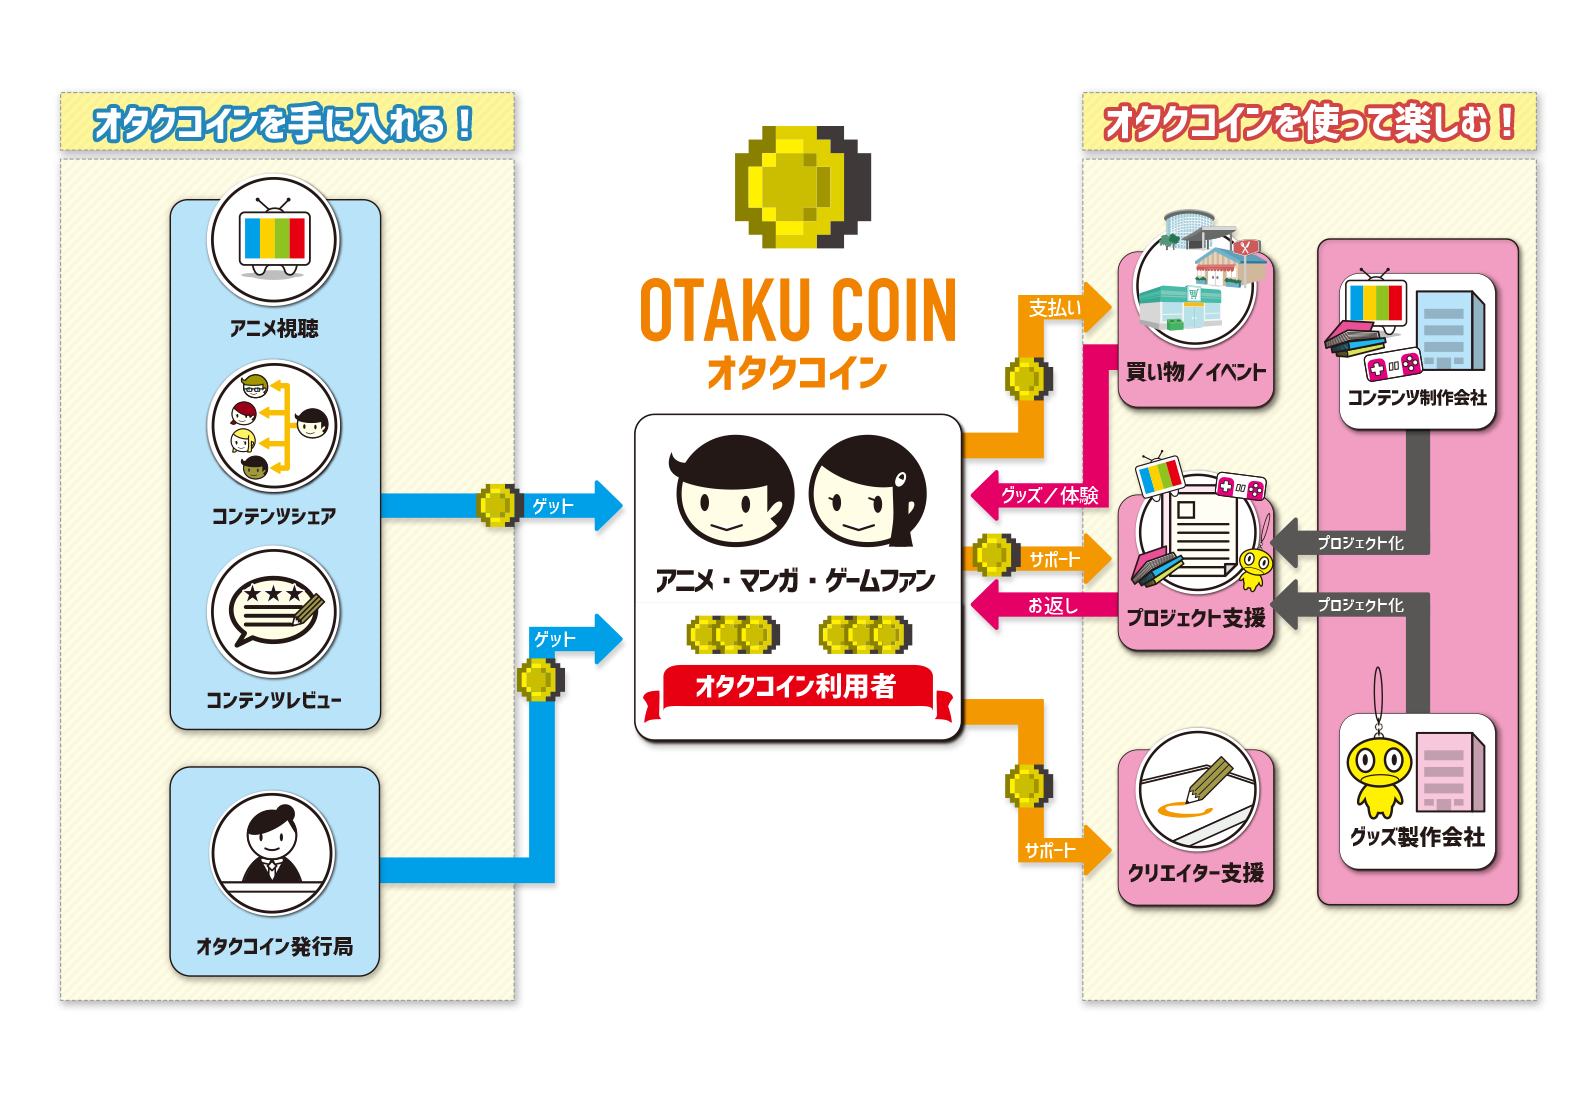 オタクコインを手に入れる！
アニメ視聴
コンテンツシェア
コンテンツレビュー
オタクコイン発行局
ゲット
ゲット
OTAKU COIN
オタクコイン
アニメ・マンガ・ゲームファン
オタクコイン利用者
オタクコインを使って楽しむ！
支払い
グッズ／体験
サポート
お返し
サポート
買い物／イベント
プロジェクト支援
クリエイター支援
コンテンツ制作会社
プロジェクト化
プロジェクト化
グッズ製作会社